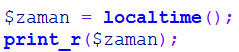 $zaman = localtime();
print_r($zaman);